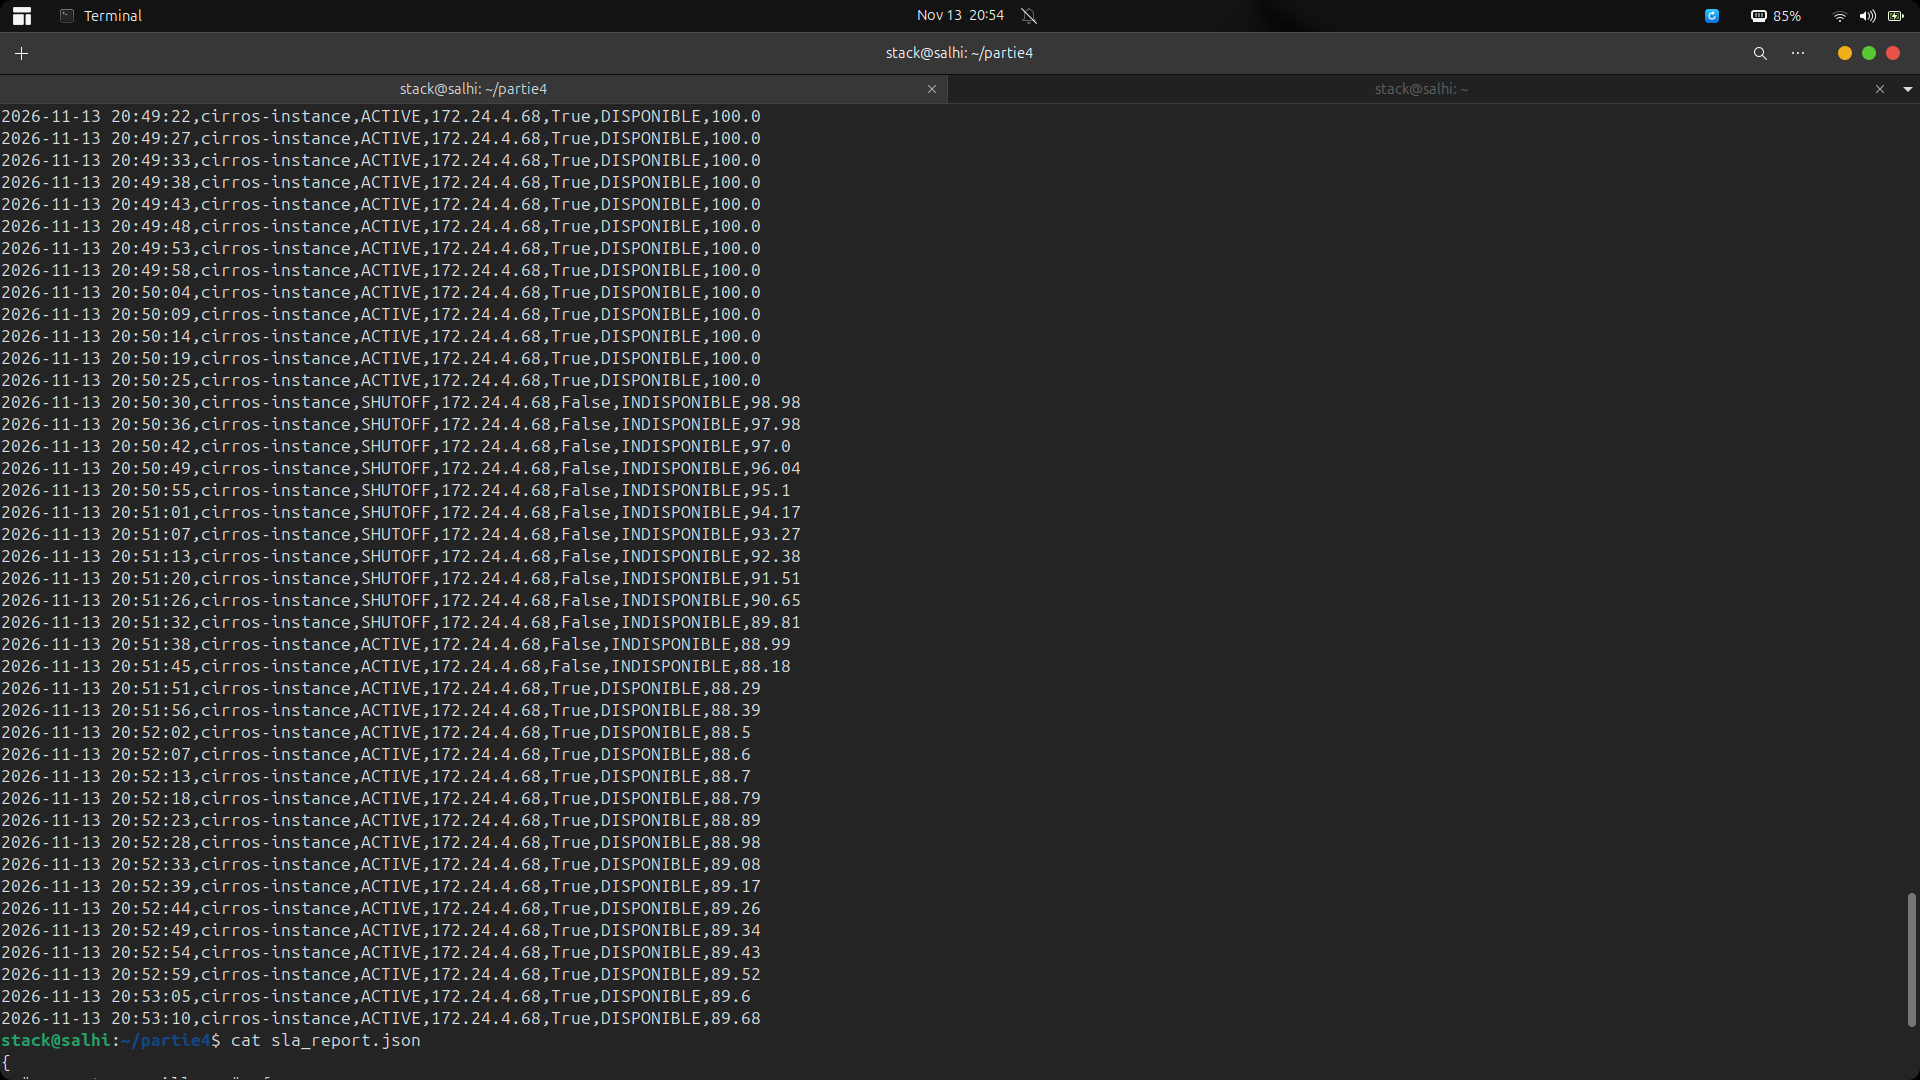 Terminal
Nov 13 20:54
85%
stack@salhi: ~/partie4
stack@salhi: ~/partie4
stack@salhi: ~
2026-11-13 20:49:22,cirros-instance,ACTIVE,172.24.4.68,True,DISPONIBLE,100.0
2026-11-13 20:49:27,cirros-instance,ACTIVE,172.24.4.68,True,DISPONIBLE,100.0
2026-11-13 20:49:33,cirros-instance,ACTIVE,172.24.4.68,True,DISPONIBLE,100.0
2026-11-13 20:49:38,cirros-instance,ACTIVE,172.24.4.68,True,DISPONIBLE,100.0
2026-11-13 20:49:43,cirros-instance,ACTIVE,172.24.4.68,True,DISPONIBLE,100.0
2026-11-13 20:49:48,cirros-instance,ACTIVE,172.24.4.68,True,DISPONIBLE,100.0
2026-11-13 20:49:53,cirros-instance,ACTIVE,172.24.4.68,True,DISPONIBLE,100.0
2026-11-13 20:49:58,cirros-instance,ACTIVE,172.24.4.68,True,DISPONIBLE,100.0
2026-11-13 20:50:04,cirros-instance,ACTIVE,172.24.4.68,True,DISPONIBLE,100.0
2026-11-13 20:50:09,cirros-instance,ACTIVE,172.24.4.68,True,DISPONIBLE,100.0
2026-11-13 20:50:14,cirros-instance,ACTIVE,172.24.4.68,True,DISPONIBLE,100.0
2026-11-13 20:50:19,cirros-instance,ACTIVE,172.24.4.68,True,DISPONIBLE,100.0
2026-11-13 20:50:25,cirros-instance,ACTIVE,172.24.4.68,True,DISPONIBLE,100.0
2026-11-13 20:50:30,cirros-instance,SHUTOFF,172.24.4.68,False,INDISPONIBLE,98.98
2026-11-13 20:50:36,cirros-instance,SHUTOFF,172.24.4.68,False,INDISPONIBLE,97.98
2026-11-13 20:50:42,cirros-instance,SHUTOFF,172.24.4.68,False,INDISPONIBLE,97.0
2026-11-13 20:50:49,cirros-instance,SHUTOFF,172.24.4.68,False,INDISPONIBLE,96.04
2026-11-13 20:50:55,cirros-instance,SHUTOFF,172.24.4.68,False,INDISPONIBLE,95.1
2026-11-13 20:51:01,cirros-instance,SHUTOFF,172.24.4.68,False,INDISPONIBLE,94.17
2026-11-13 20:51:07,cirros-instance,SHUTOFF,172.24.4.68,False,INDISPONIBLE,93.27
2026-11-13 20:51:13,cirros-instance,SHUTOFF,172.24.4.68,False,INDISPONIBLE,92.38
2026-11-13 20:51:20,cirros-instance,SHUTOFF,172.24.4.68,False,INDISPONIBLE,91.51
2026-11-13 20:51:26,cirros-instance,SHUTOFF,172.24.4.68,False,INDISPONIBLE,90.65
2026-11-13 20:51:32,cirros-instance,SHUTOFF,172.24.4.68,False,INDISPONIBLE,89.81
2026-11-13 20:51:38,cirros-instance,ACTIVE,172.24.4.68,False,INDISPONIBLE,88.99
2026-11-13 20:51:45,cirros-instance,ACTIVE,172.24.4.68,False,INDISPONIBLE,88.18
2026-11-13 20:51:51,cirros-instance,ACTIVE,172.24.4.68,True,DISPONIBLE,88.29
2026-11-13 20:51:56,cirros-instance,ACTIVE,172.24.4.68,True,DISPONIBLE,88.39
2026-11-13 20:52:02,cirros-instance,ACTIVE,172.24.4.68,True,DISPONIBLE,88.5
2026-11-13 20:52:07,cirros-instance,ACTIVE,172.24.4.68,True,DISPONIBLE,88.6
2026-11-13 20:52:13,cirros-instance,ACTIVE,172.24.4.68,True,DISPONIBLE,88.7
2026-11-13 20:52:18,cirros-instance,ACTIVE,172.24.4.68,True,DISPONIBLE,88.79
2026-11-13 20:52:23,cirros-instance,ACTIVE,172.24.4.68,True,DISPONIBLE,88.89
2026-11-13 20:52:28,cirros-instance,ACTIVE,172.24.4.68,True,DISPONIBLE,88.98
2026-11-13 20:52:33,cirros-instance,ACTIVE,172.24.4.68,True,DISPONIBLE,89.08
2026-11-13 20:52:39,cirros-instance,ACTIVE,172.24.4.68,True,DISPONIBLE,89.17
2026-11-13 20:52:44,cirros-instance,ACTIVE,172.24.4.68,True,DISPONIBLE,89.26
2026-11-13 20:52:49,cirros-instance,ACTIVE,172.24.4.68,True,DISPONIBLE,89.34
2026-11-13 20:52:54,cirros-instance,ACTIVE,172.24.4.68,True,DISPONIBLE,89.43
2026-11-13 20:52:59,cirros-instance,ACTIVE,172.24.4.68,True,DISPONIBLE,89.52
2026-11-13 20:53:05,cirros-instance,ACTIVE,172.24.4.68,True,DISPONIBLE,89.6
2026-11-13 20:53:10,cirros-instance,ACTIVE,172.24.4.68,True,DISPONIBLE,89.68
stack@salhi:~/partie4$ cat sla_report.json
{